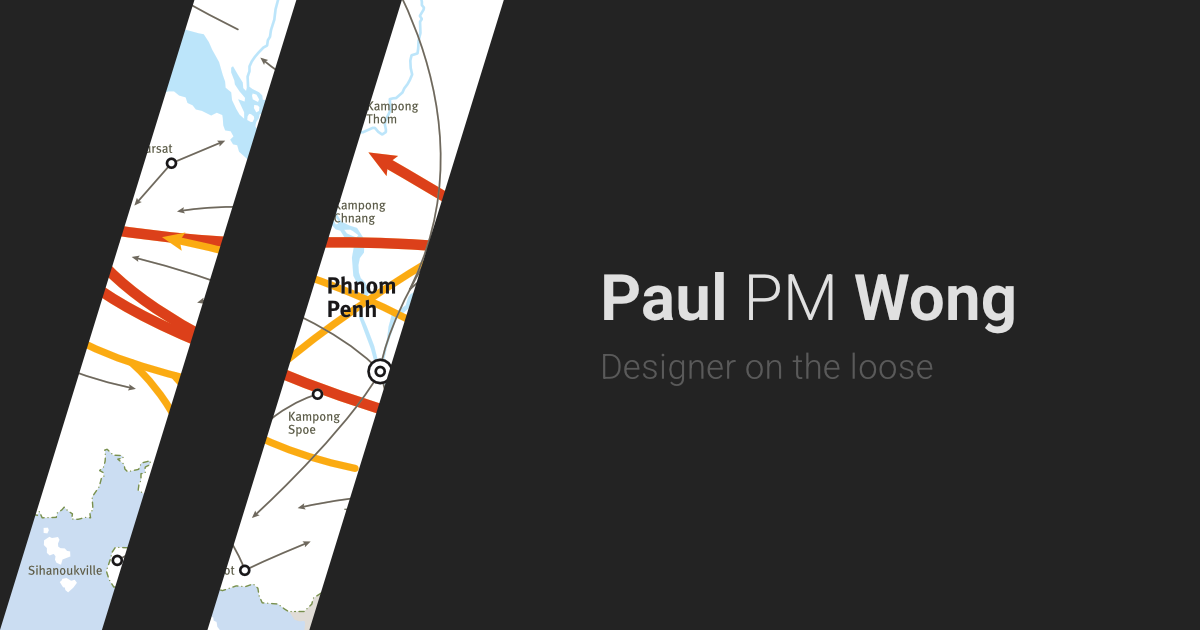 Kampong
Thom
Kampong
Chnang
Phnom
Penh
Kampong
Spoe
Sihanoukville
Paul PM Wong
Designer on the loose